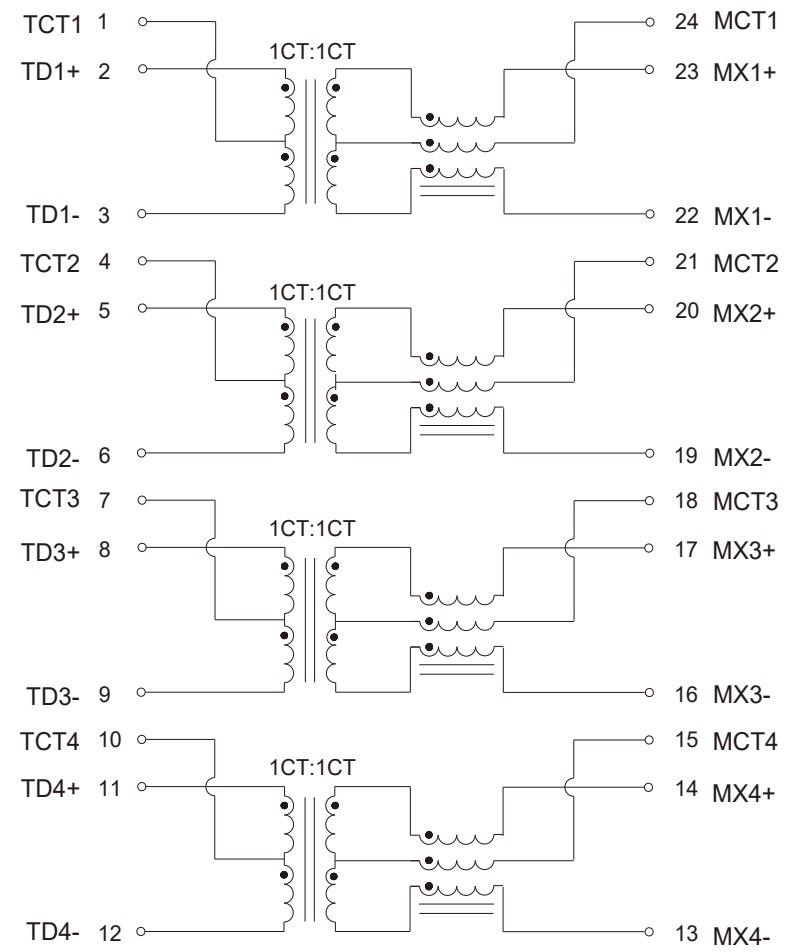 TCT1 1 24 MCT1
1CT:1CT
TD1+ 2 23 MX1+
TD1- 3 22 MX1-
TCT2 4 21 MCT2
1CT:1CT
TD2+ 5 20 MX2+
TD2- 6 19 MX2-
TCT3 7 18 MCT3
1CT:1CT
TD3+ 8 17 MX3+
TD3- 9 16 MX3-
TCT4 10 15 MCT4
1CT:1CT
TD4+ 11 14 MX4+
TD4- 12 13 MX4-